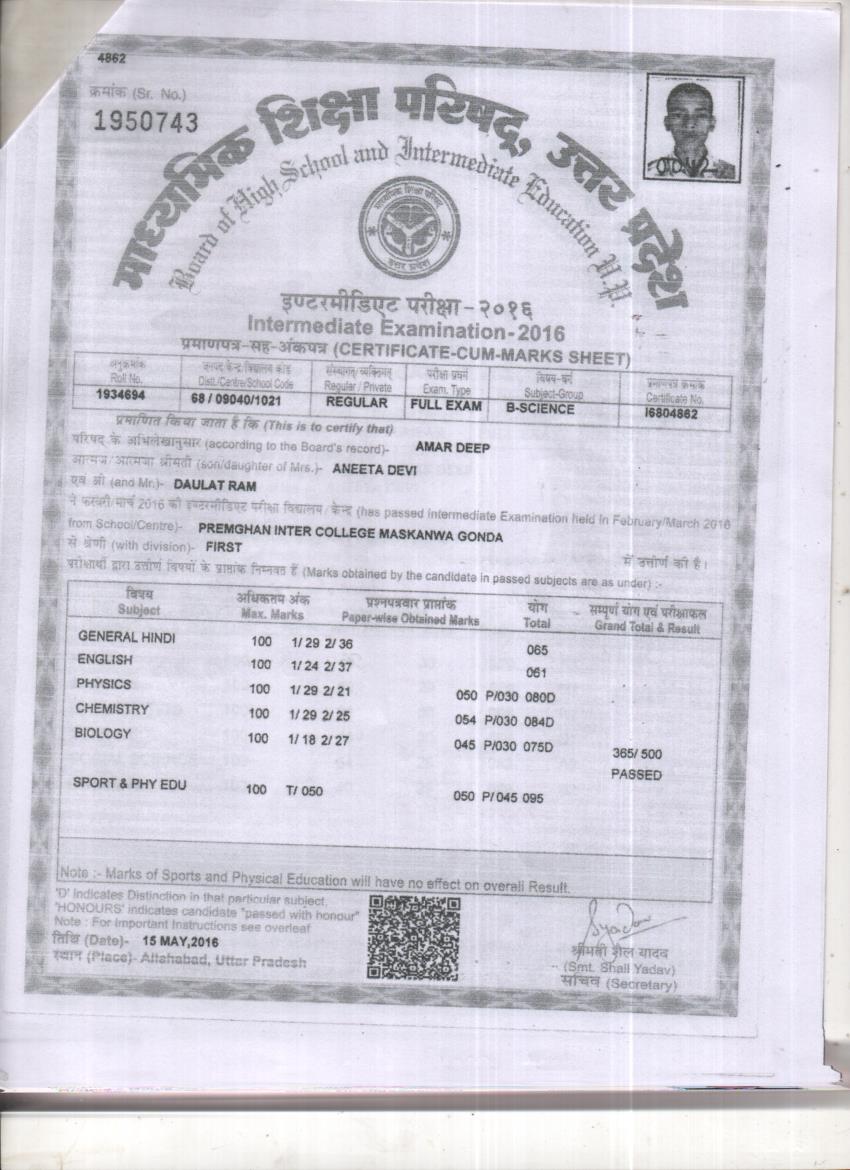 4862
क्रमांक (Sr. No.)
1950743
माध्यमिक शिक्षा परिषद्, उत्तर प्रदेश
Board of High School and Intermediate Education U.P.
माध्यमिक शिक्षा परिषद्
उत्तर प्रदेश
इण्टरमीडिएट परीक्षा-२०१६
Intermediate Examination-2016
प्रमाणपत्र-सह-अंकपत्र (CERTIFICATE-CUM-MARKS SHEET)
अनुक्रमांक जनपद केन्द्र/विद्यालय कोड संस्थागत/व्यक्तिगत परीक्षा प्रकार विषय-वर्ग प्रमाणपत्र क्रमांक
Roll No. Distt./Centre/School Code Regular / Private Exam. Type Subject-Group Certificate No.
1934694 68 / 09040/1021 REGULAR FULL EXAM B-SCIENCE I6804862
प्रमाणित किया जाता है कि (This is to certify that)
परिषद के अभिलेखानुसार (according to the Board's record)- AMAR DEEP
आत्मज/आत्मजा श्रीमती (son/daughter of Mrs.)- ANEETA DEVI
एवं श्री (and Mr.)- DAULAT RAM
ने फरवरी/मार्च 2016 की इण्टरमीडिएट परीक्षा विद्यालय/केन्द्र (has passed Intermediate Examination held in February/March 2016
from School/Centre)- PREMGHAN INTER COLLEGE MASKANWA GONDA
से श्रेणी (with division)- FIRST में उत्तीर्ण की है।
परीक्षार्थी द्वारा उत्तीर्ण विषयों के प्राप्तांक निम्नवत हैं (Marks obtained by the candidate in passed subjects are as under) :-
विषय अधिकतम अंक प्रश्नपत्रवार प्राप्तांक योग सम्पूर्ण योग एवं परीक्षाफल
Subject Max. Marks Paper-wise Obtained Marks Total Grand Total & Result
GENERAL HINDI 100 1/ 29 2/ 36 065
ENGLISH 100 1/ 24 2/ 37 061
PHYSICS 100 1/ 29 2/ 21 050 P/030 080D
CHEMISTRY 100 1/ 29 2/ 25 054 P/030 084D
BIOLOGY 100 1/ 18 2/ 27 045 P/030 075D 365/ 500
PASSED
SPORT & PHY EDU 100 T/ 050 050 P/045 095
Note :- Marks of Sports and Physical Education will have no effect on overall Result.
'D' Indicates Distinction in that particular subject.
'HONOURS' indicates candidate "passed with honour"
Note : For Important Instructions see overleaf
तिथि (Date)- 15 MAY,2016
स्थान (Place)- Allahabad, Uttar Pradesh
श्रीमती शैल यादव
(Smt. Shail Yadav)
सचिव (Secretary)